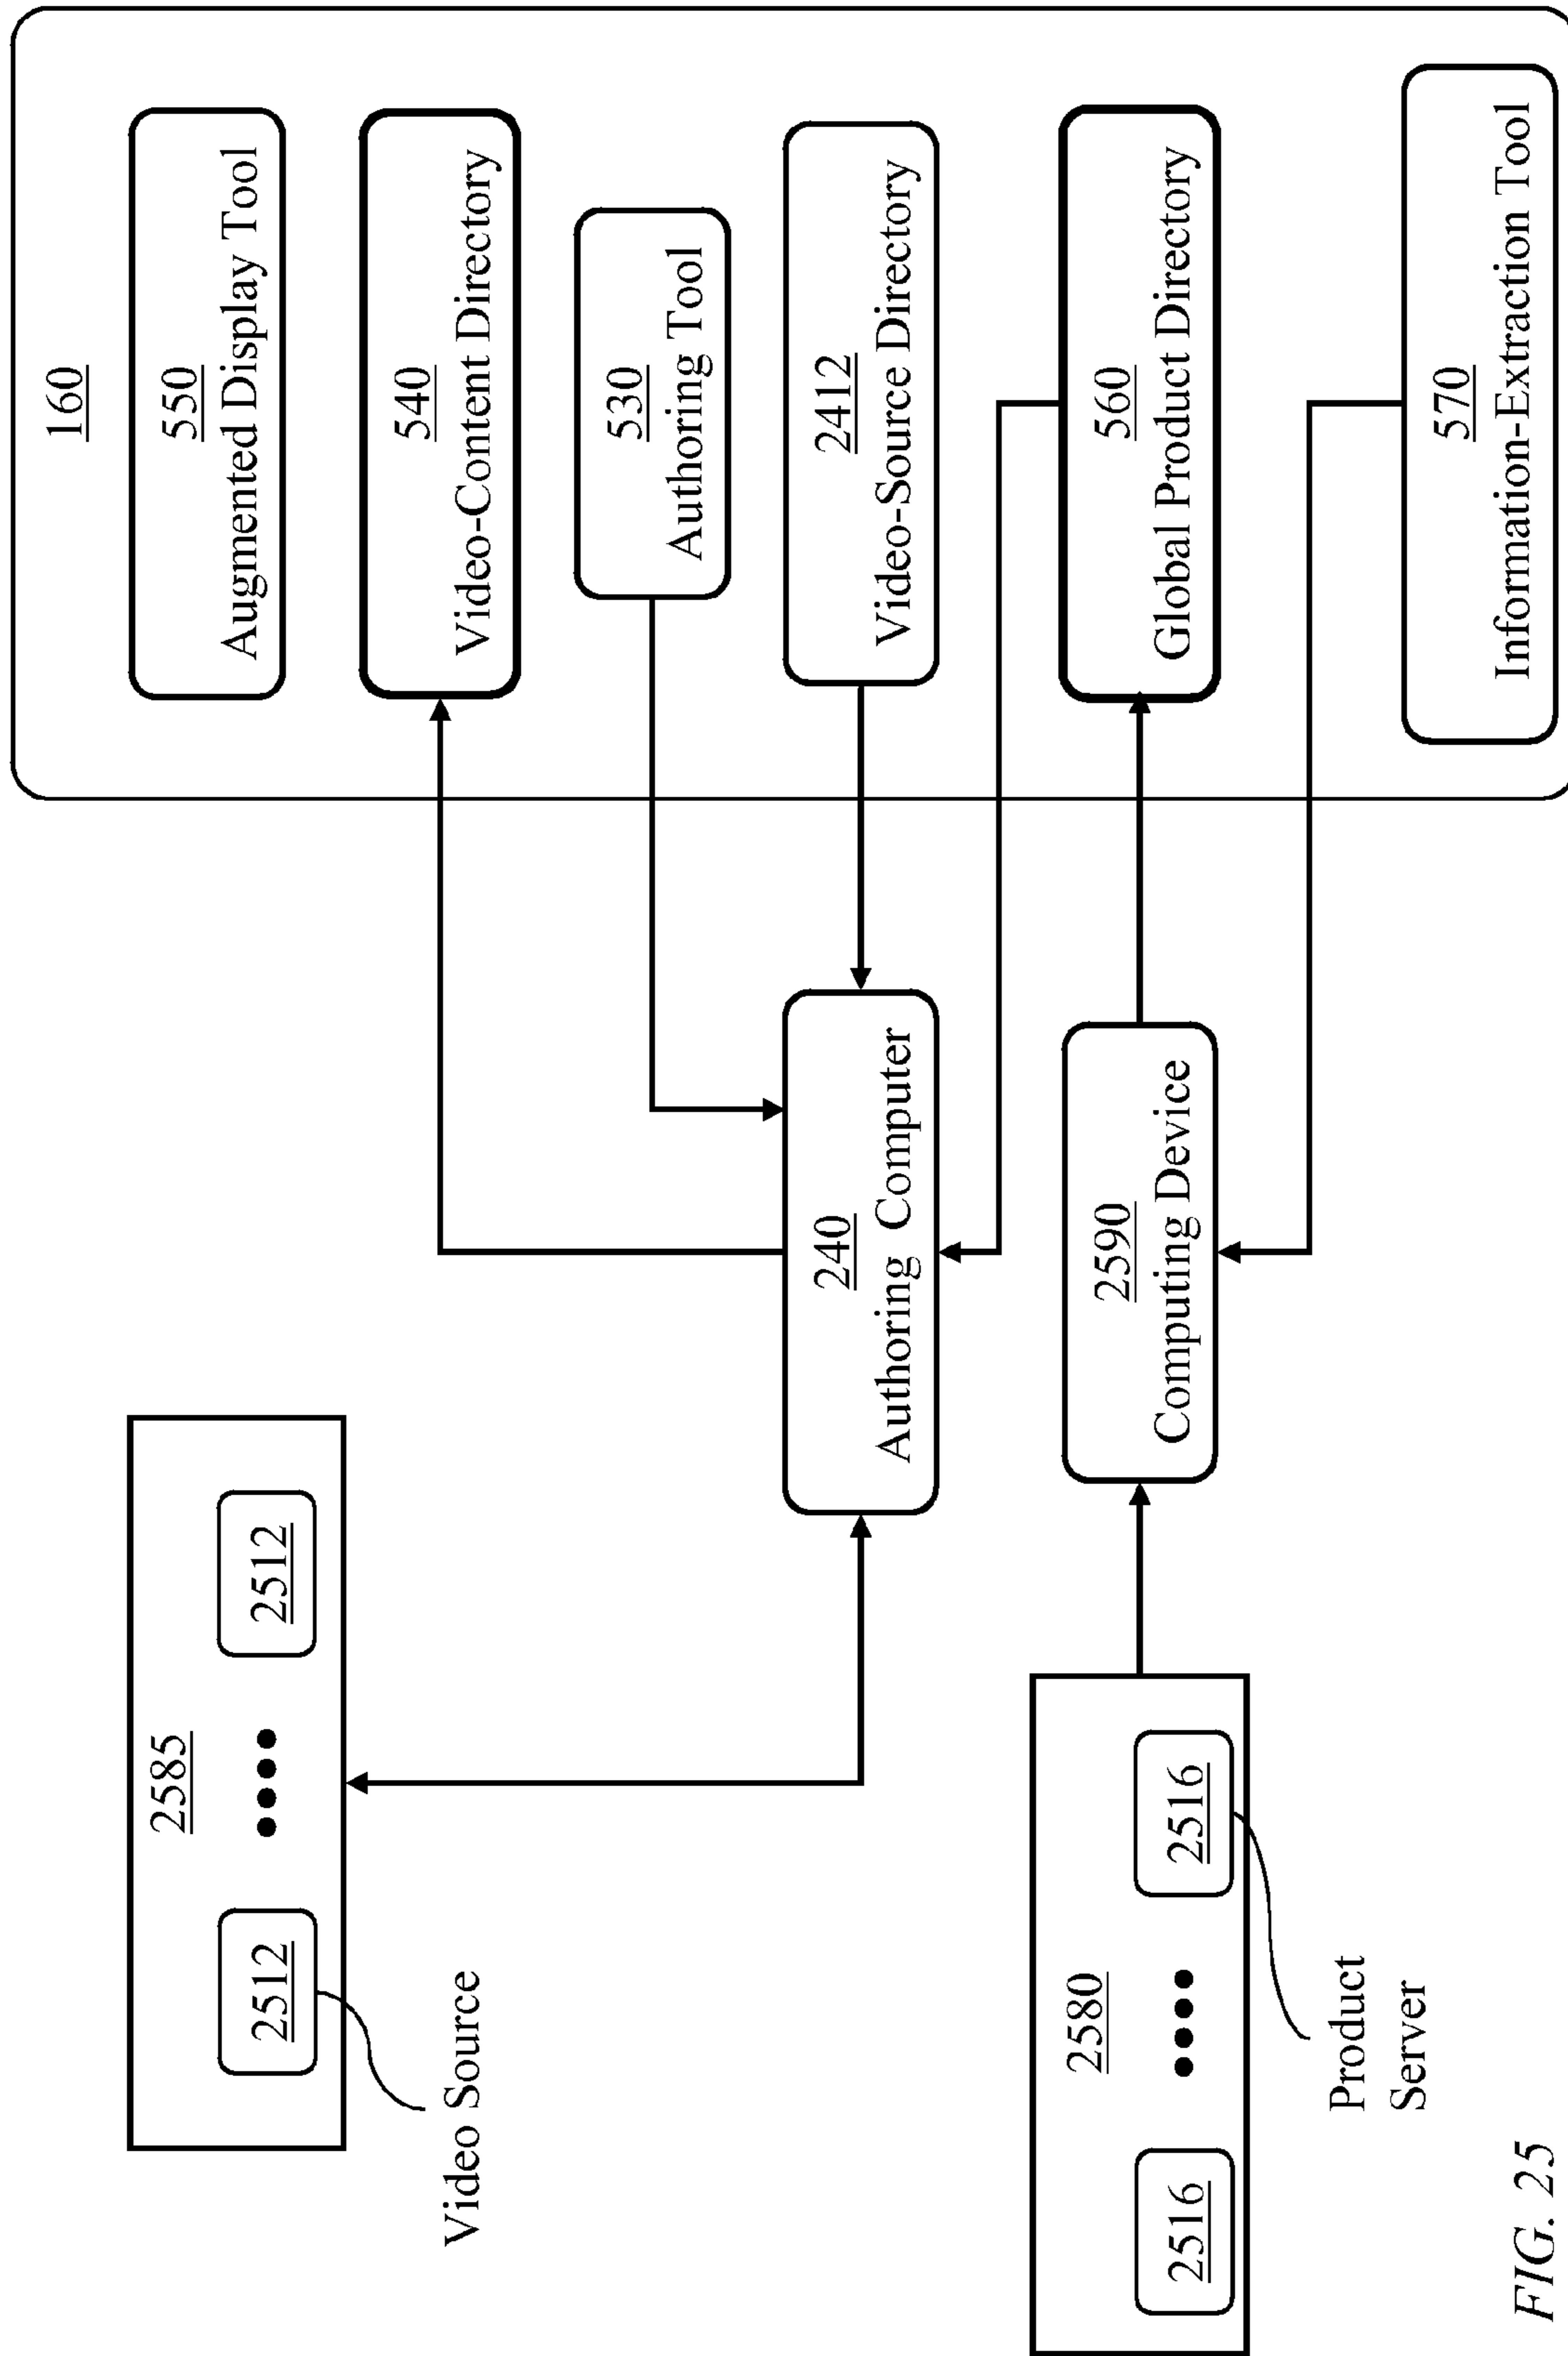 160
550
Augmented Display Tool
540
Video-Content Directory
530
Authoring Tool
2412
Video-Source Directory
560
Global Product Directory
570
Information-Extraction Tool
240
Authoring Computer
2590
Computing Device
2585
2512
2512
Video Source
2580
2516
2516
Product
Server
FIG. 25